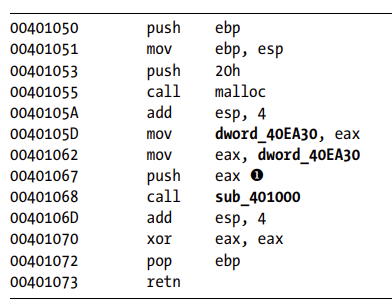 00401050 push ebp
00401051 mov ebp, esp
00401053 push 20h
00401055 call malloc
0040105A add esp, 4
0040105D mov dword_40EA30, eax
00401062 mov eax, dword_40EA30
00401067 push eax ❶
00401068 call sub_401000
0040106D add esp, 4
00401070 xor eax, eax
00401072 pop ebp
00401073 retn